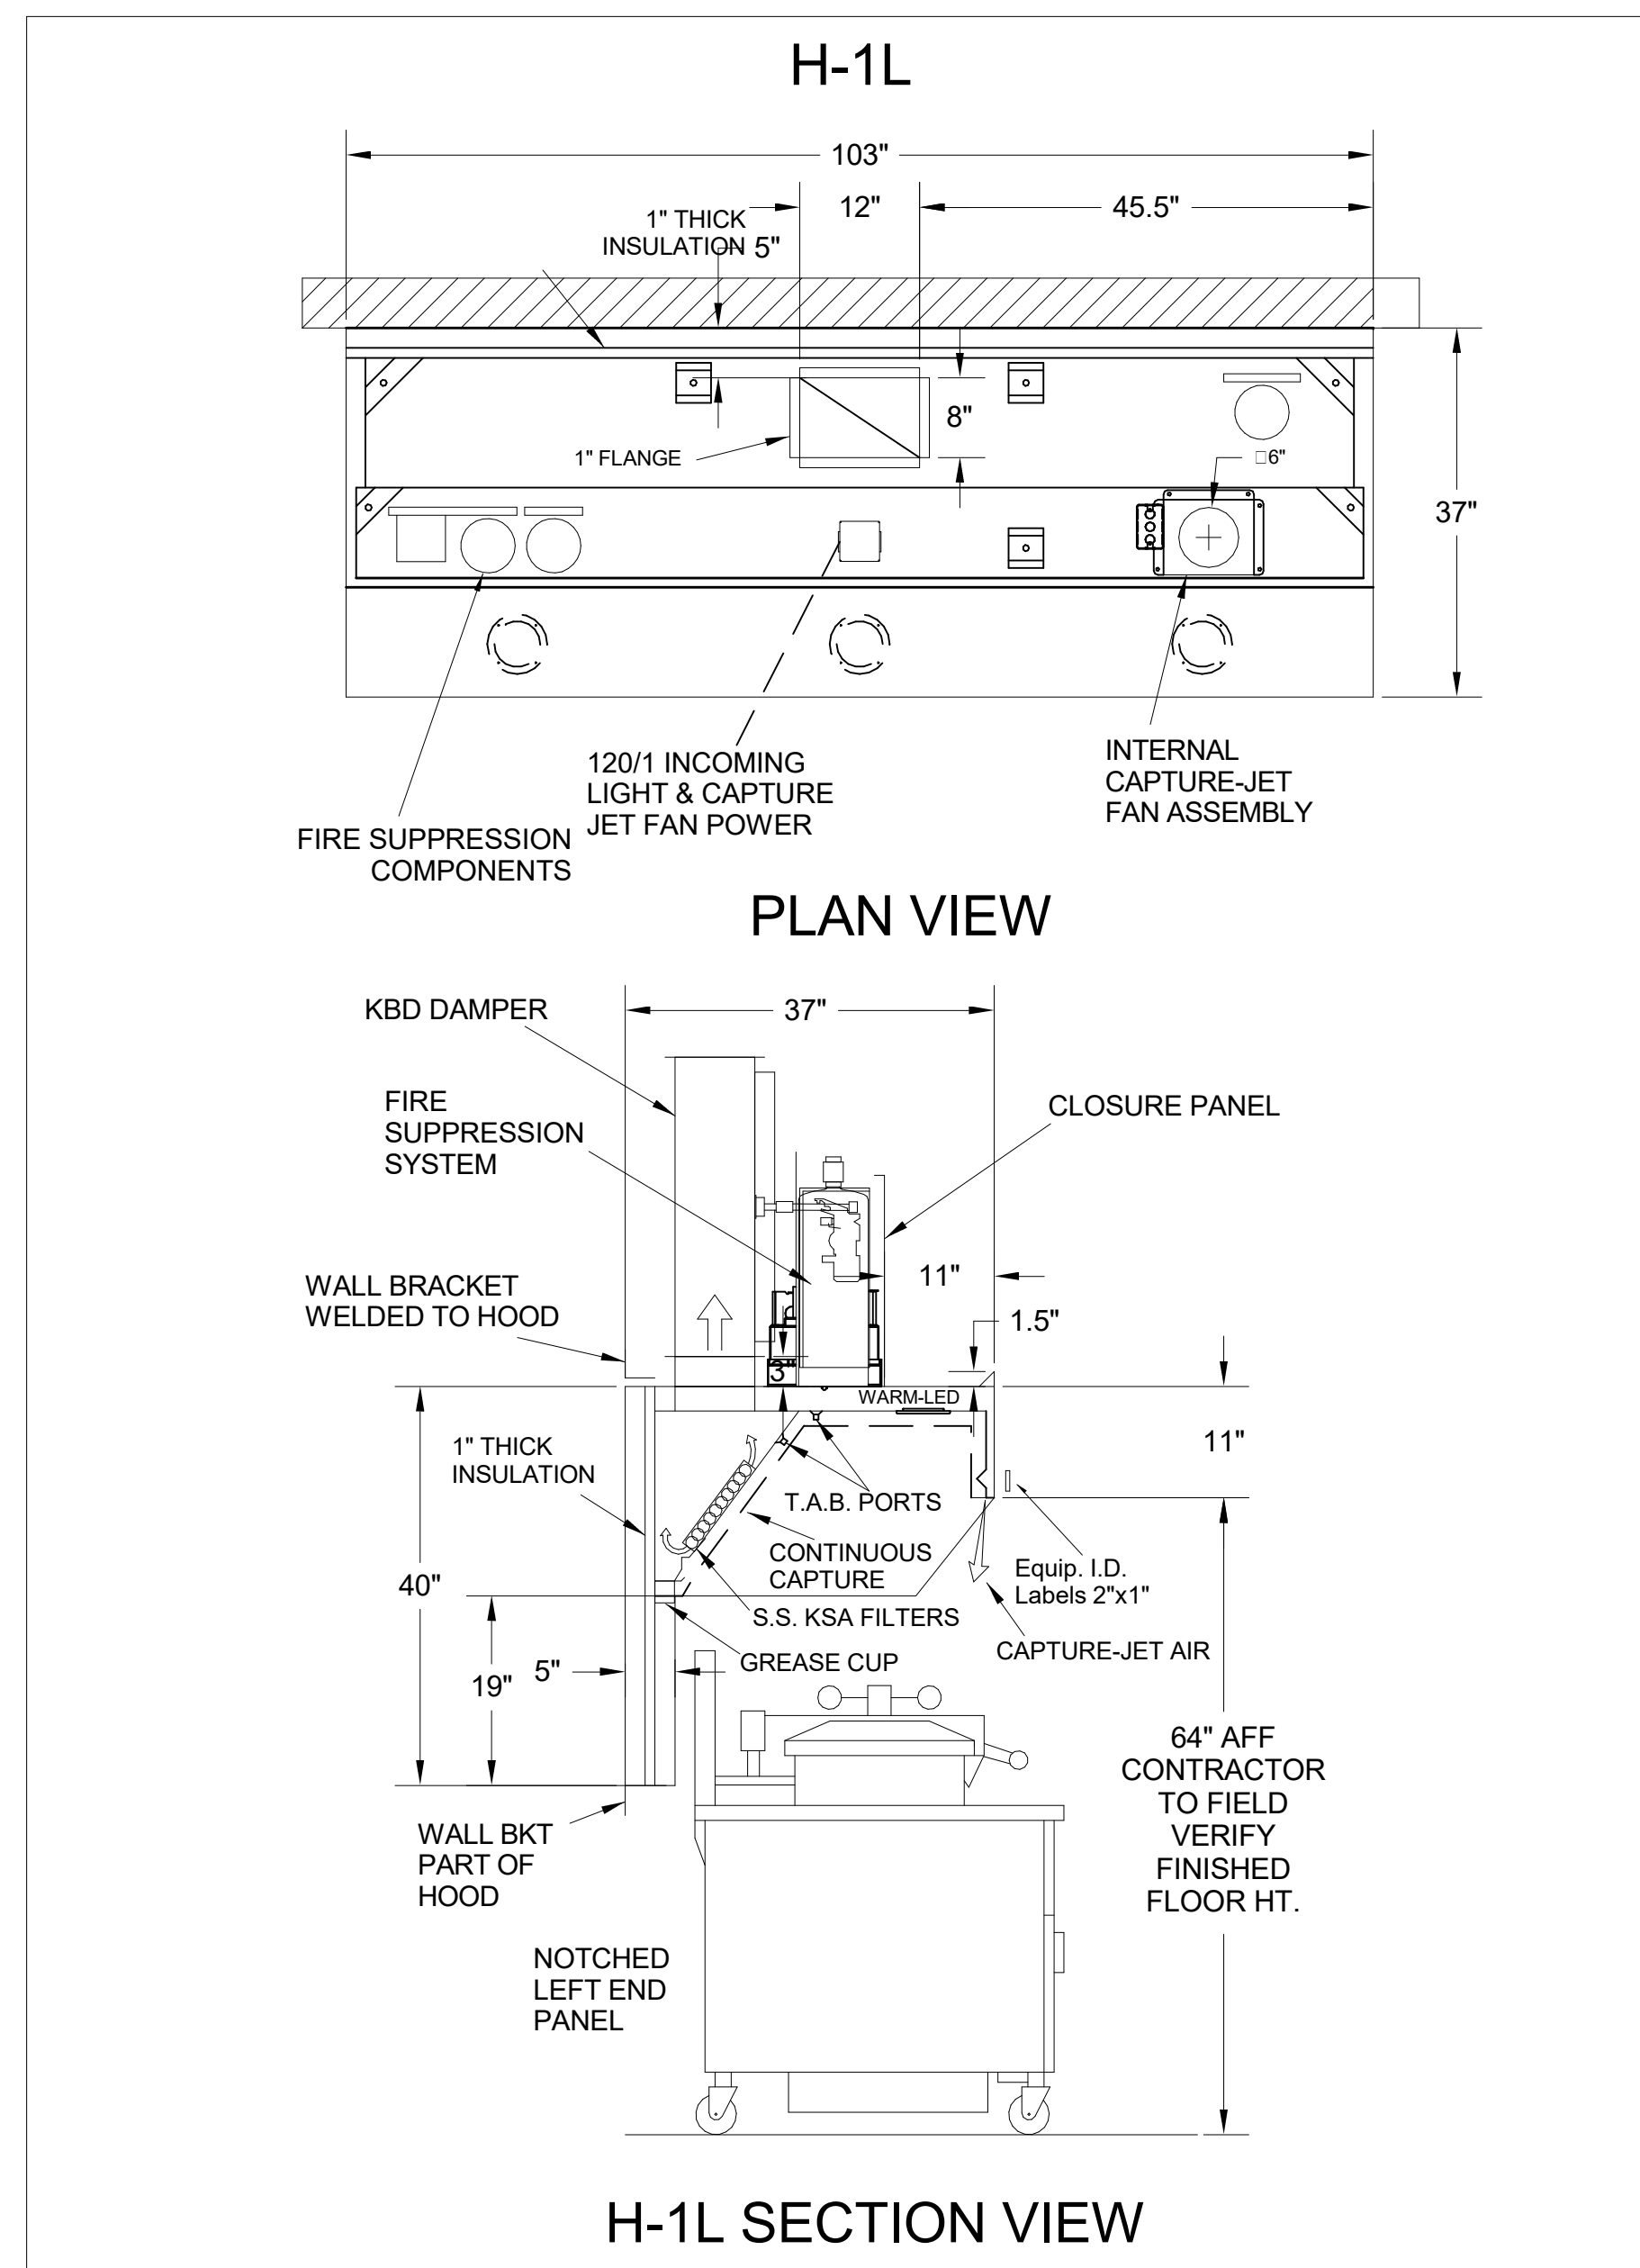 H-1L
103"
12"
45.5"
1" THICK
INSULATION
5"
8"
1" FLANGE
□6"
37"
120/1 INCOMING
LIGHT & CAPTURE
JET FAN POWER
INTERNAL
CAPTURE-JET
FAN ASSEMBLY
FIRE SUPPRESSION
COMPONENTS
PLAN VIEW
KBD DAMPER
37"
FIRE
SUPPRESSION
SYSTEM
CLOSURE PANEL
WALL BRACKET
WELDED TO HOOD
11"
1.5"
3"
WARM-LED
1" THICK
INSULATION
11"
T.A.B. PORTS
CONTINUOUS
CAPTURE
Equip. I.D.
Labels 2"x1"
40"
S.S. KSA FILTERS
CAPTURE-JET AIR
GREASE CUP
5"
19"
64" AFF
CONTRACTOR
TO FIELD
VERIFY
FINISHED
FLOOR HT.
WALL BKT
PART OF
HOOD
NOTCHED
LEFT END
PANEL
H-1L SECTION VIEW